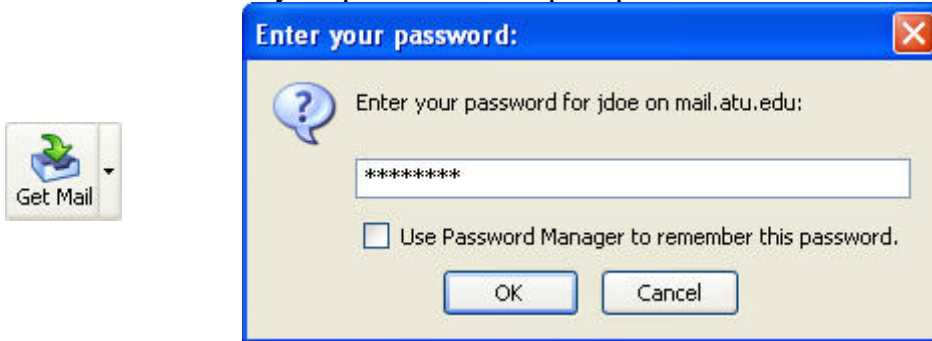 Enter your password:
Enter your password for jdoe on mail.atu.edu:
********
Get Mail
Use Password Manager to remember this password.
OK
Cancel